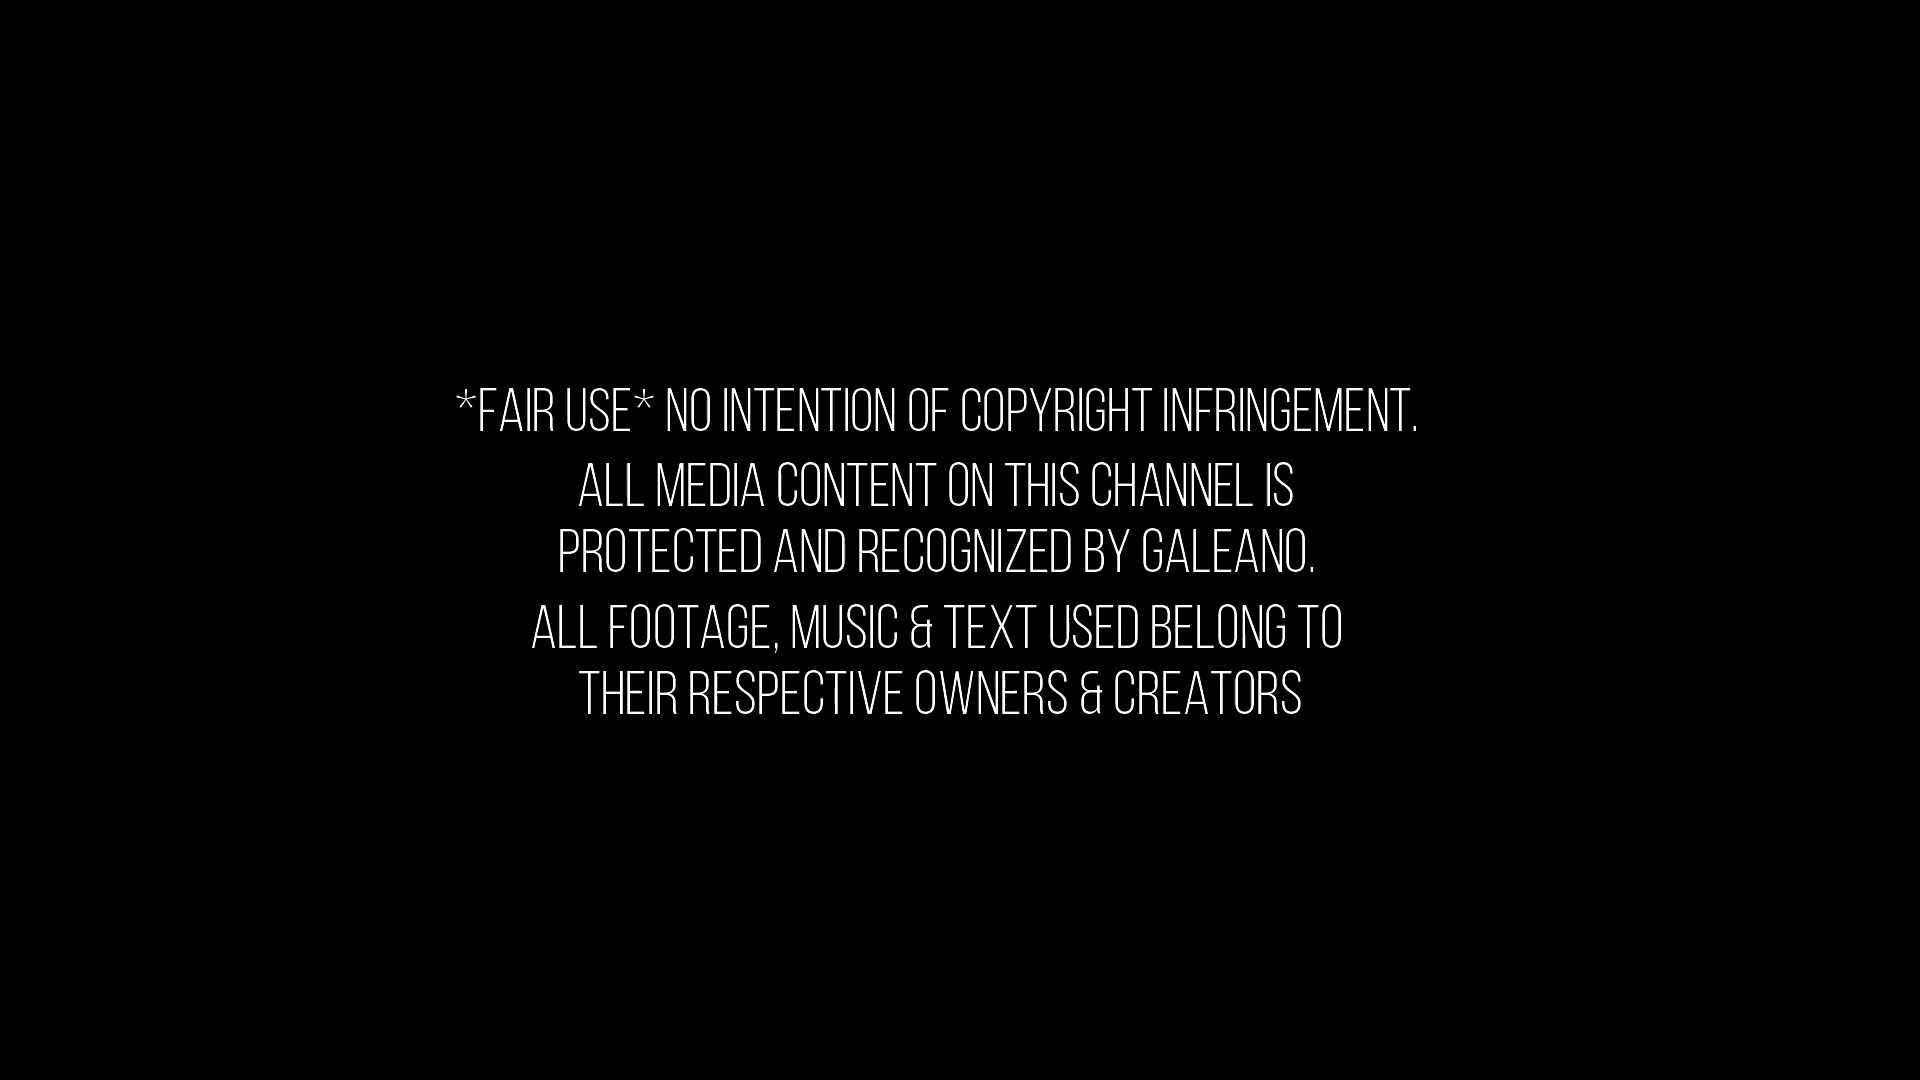 *FAIR USE* NO INTENTION OF COPYRIGHT INFRINGEMENT.
ALL MEDIA CONTENT ON THIS CHANNEL IS
PROTECTED AND RECOGNIZED BY GALEANO.
ALL FOOTAGE, MUSIC & TEXT USED BELONG TO
THEIR RESPECTIVE OWNERS & CREATORS